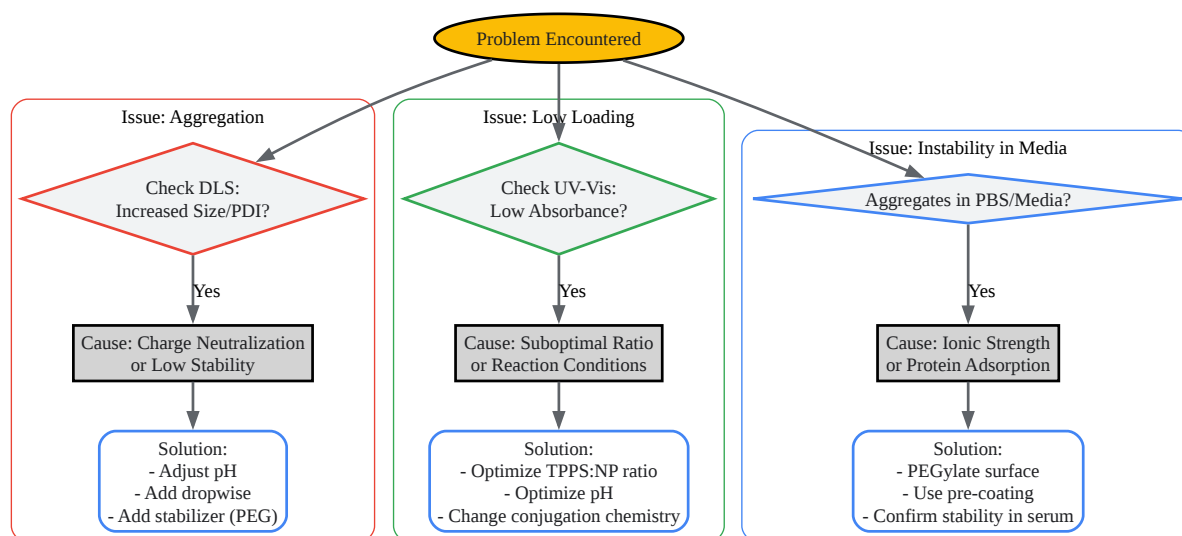 Problem Encountered
Issue: Aggregation
Check DLS:
Increased Size/PDI?
Yes
Cause: Charge Neutralization
or Low Stability
Solution:
- Adjust pH
- Add dropwise
- Add stabilizer (PEG)
Issue: Low Loading
Check UV-Vis:
Low Absorbance?
Yes
Cause: Suboptimal Ratio
or Reaction Conditions
Solution:
- Optimize TPPS:NP ratio
- Optimize pH
- Change conjugation chemistry
Issue: Instability in Media
Aggregates in PBS/Media?
Yes
Cause: Ionic Strength
or Protein Adsorption
Solution:
- PEGylate surface
- Use pre-coating
- Confirm stability in serum